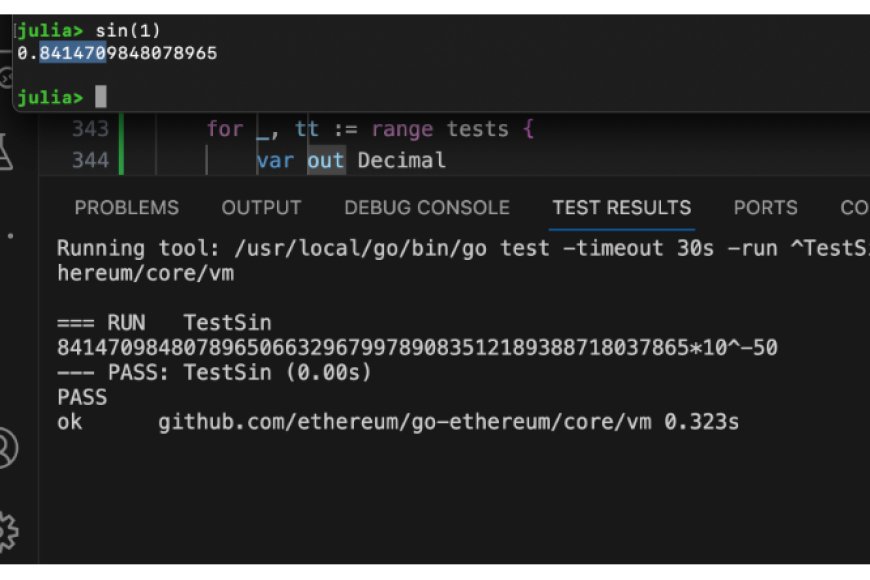 julia> sin(1)
0.8414709848078965
julia>
343 for _, tt := range tests {
344 var out Decimal
PROBLEMS OUTPUT DEBUG CONSOLE TEST RESULTS PORTS CO
Running tool: /usr/local/go/bin/go test -timeout 30s -run ^TestSi
hereum/core/vm
=== RUN TestSin
84147098480789650663296799789083512189388718037865*10^-50
--- PASS: TestSin (0.00s)
PASS
ok github.com/ethereum/go-ethereum/core/vm 0.323s